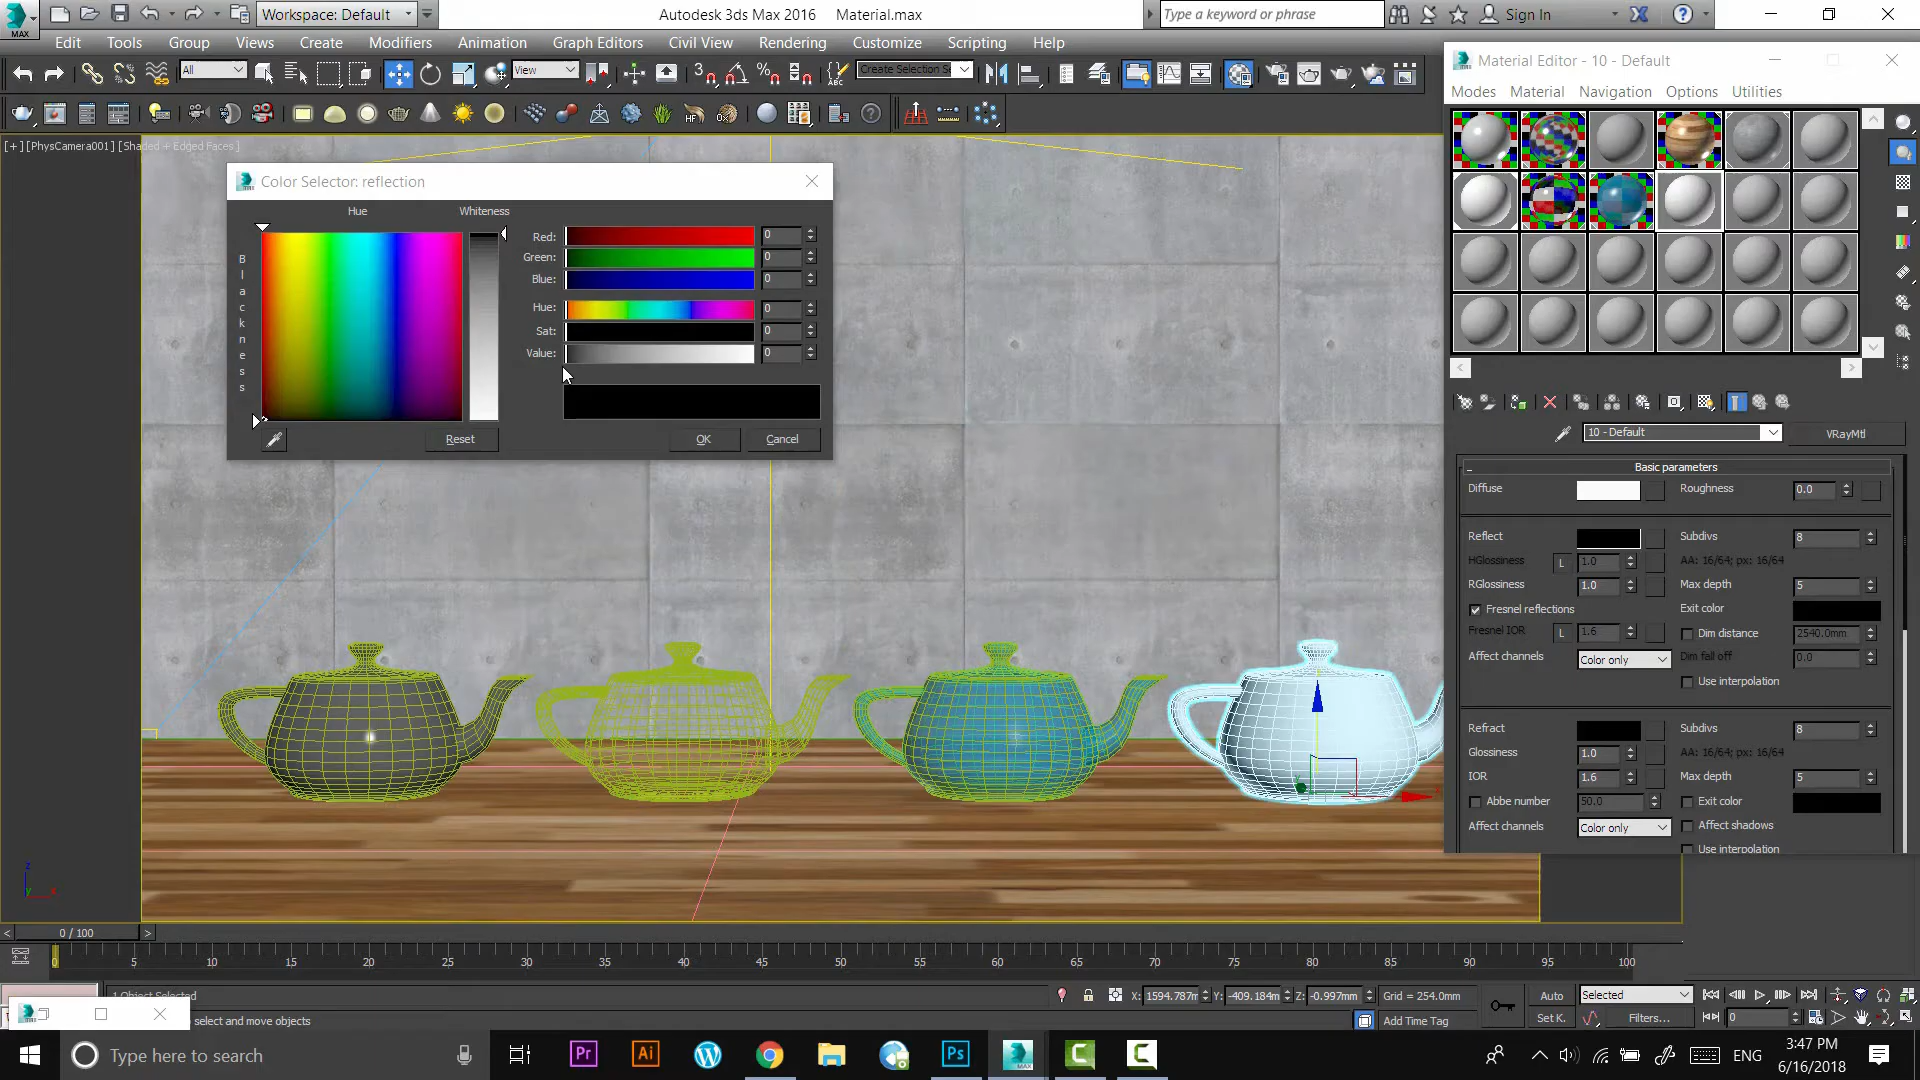 Workspace: Default
Autodesk 3ds Max 2016 Material.max
Type a keyword or phrase
Sign In
MAX
Edit Tools Group Views Create Modifiers Animation Graph Editors Civil View Rendering Customize Scripting Help
All
View
Create Selection Se
[+] [PhysCamera001] [Shaded + Edged Faces]
Color Selector: reflection
Hue
Whiteness
Blackness
Red: 0
Green: 0
Blue: 0
Hue: 0
Sat: 0
Value: 0
Reset
OK
Cancel
Material Editor - 10 - Default
Modes Material Navigation Options Utilities
10 - Default
VRayMtl
Basic parameters
Diffuse
Roughness 0.0
Reflect
Subdivs 8
HGlossiness L 1.0
AA: 16/64; px: 16/64
RGlossiness 1.0
Max depth 5
Fresnel reflections
Exit color
Fresnel IOR L 1.6
Dim distance 2540.0mm
Affect channels Color only
Dim fall off 0.0
Use interpolation
Refract
Subdivs 8
Glossiness 1.0
AA: 16/64; px: 16/64
IOR 1.6
Max depth 5
Abbe number 50.0
Exit color
Affect channels Color only
Affect shadows
Use interpolation
z
y
x
0 / 100
0 5 10 15 20 25 30 35 40 45 50 55 60 65 70 75 80 85 90 95 100
1 Object Selected
X: 1594.787m Y: -409.184m Z: -0.997mm Grid = 254.0mm
Auto
Selected
select and move objects
Add Time Tag
Set K.
Filters...
0
Type here to search
Pr
Ai
Ps
MAX
ENG
3:47 PM
6/16/2018